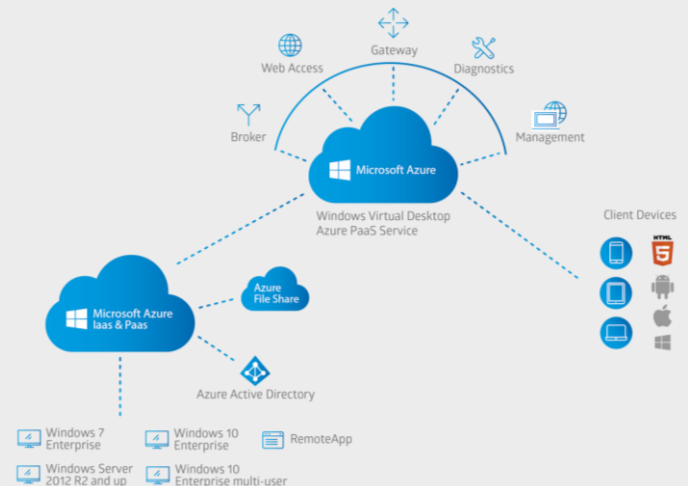 Gateway
Web Access
Diagnostics
Broker
Management
Microsoft Azure
Windows Virtual Desktop
Azure PaaS Service
Client Devices
HTML
5
Azure
File Share
Microsoft Azure
Iaas & Paas
Azure Active Directory
Windows 7
Enterprise
Windows 10
Enterprise
RemoteApp
Windows Server
2012 R2 and up
Windows 10
Enterprise multi-user